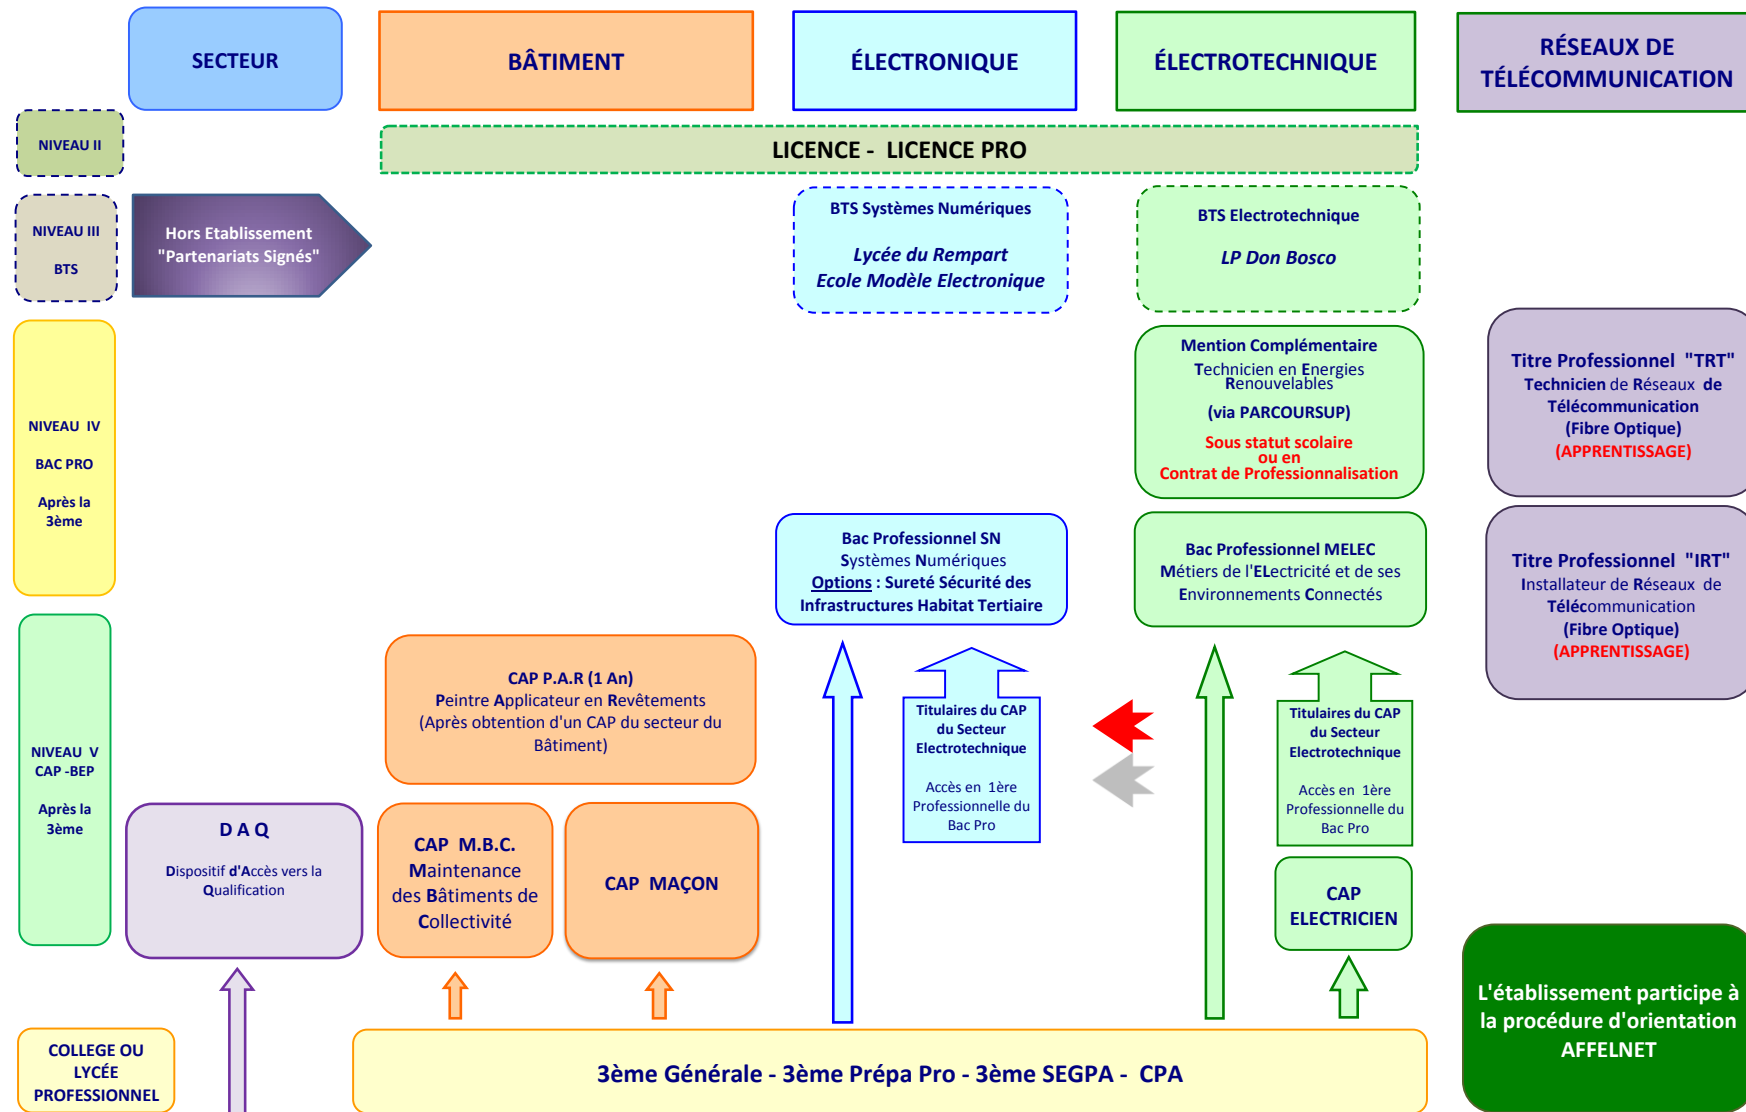 SECTEUR
BÂTIMENT
ÉLECTRONIQUE
ÉLECTROTECHNIQUE
RÉSEAUX DE
TÉLÉCOMMUNICATION
NIVEAU II
LICENCE - LICENCE PRO
NIVEAU III
BTS
Hors Etablissement
"Partenariats Signés"
BTS Systèmes Numériques
Lycée du Rempart
Ecole Modèle Electronique
BTS Electrotechnique
LP Don Bosco
NIVEAU IV
BAC PRO
Après la
3ème
Mention Complémentaire
Technicien en Energies
Renouvelables
(via PARCOURSUP)
Sous statut scolaire
ou en
Contrat de Professionnalisation
Titre Professionnel "TRT"
Technicien de Réseaux de
Télécommunication
(Fibre Optique)
(APPRENTISSAGE)
Bac Professionnel SN
Systèmes Numériques
Options : Sureté Sécurité des
Infrastructures Habitat Tertiaire
Bac Professionnel MELEC
Métiers de l'ELectricité et de ses
Environnements Connectés
Titre Professionnel "IRT"
Installateur de Réseaux de
Télécommunication
(Fibre Optique)
(APPRENTISSAGE)
NIVEAU V
CAP -BEP
Après la
3ème
CAP P.A.R (1 An)
Peintre Applicateur en Revêtements
(Après obtention d'un CAP du secteur du
Bâtiment)
Titulaires du CAP
du Secteur
Electrotechnique
Accès en 1ère
Professionnelle du
Bac Pro
Titulaires du CAP
du Secteur
Electrotechnique
Accès en 1ère
Professionnelle du
Bac Pro
D A Q
Dispositif d'Accès vers la
Qualification
CAP M.B.C.
Maintenance
des Bâtiments de
Collectivité
CAP MAÇON
CAP
ELECTRICIEN
COLLEGE OU
LYCÉE
PROFESSIONNEL
3ème Générale - 3ème Prépa Pro - 3ème SEGPA - CPA
L'établissement participe à
la procédure d'orientation
AFFELNET